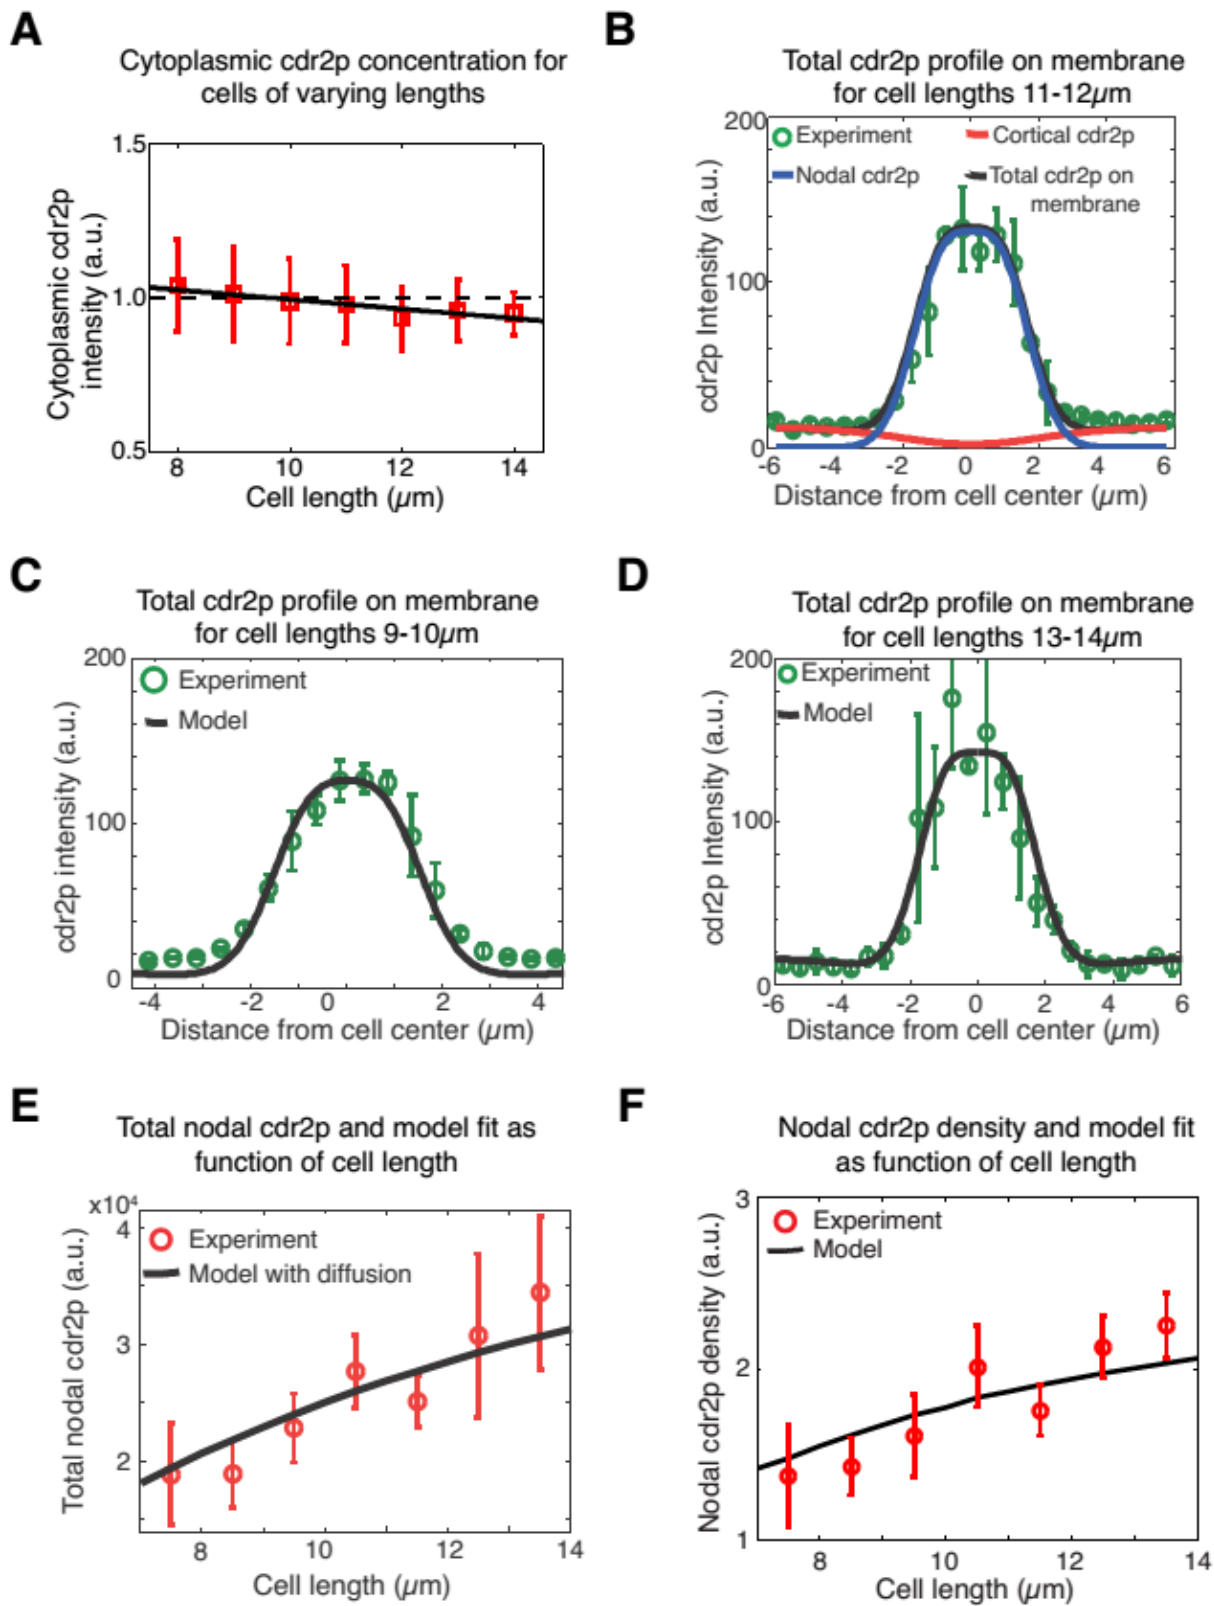 A
Cytoplasmic cdr2p concentration for
cells of varying lengths
1.5
1.0
0.5
8
10
12
14
Cytoplasmic cdr2p
intensity (a.u.)
Cell length (µm)
B
Total cdr2p profile on membrane
for cell lengths 11-12µm
200
100
0
Experiment
Cortical cdr2p
Nodal cdr2p
Total cdr2p on
membrane
cdr2p Intensity (a.u.)
-6
-4
-2
0
2
4
6
Distance from cell center (µm)
C
Total cdr2p profile on membrane
for cell lengths 9-10µm
200
100
0
Experiment
Model
cdr2p intensity (a.u.)
-4
-2
0
2
4
Distance from cell center (µm)
D
Total cdr2p profile on membrane
for cell lengths 13-14µm
200
100
0
Experiment
Model
cdr2p Intensity (a.u.)
-6
-4
-2
0
2
4
6
Distance from cell center (µm)
E
Total nodal cdr2p and model fit as
function of cell length
x10⁴
4
3
2
Experiment
Model with diffusion
Total nodal cdr2p (a.u.)
8
10
12
14
Cell length (µm)
F
Nodal cdr2p density and model fit
as function of cell length
3
2
1
Experiment
Model
Nodal cdr2p density (a.u.)
8
10
12
14
Cell length (µm)